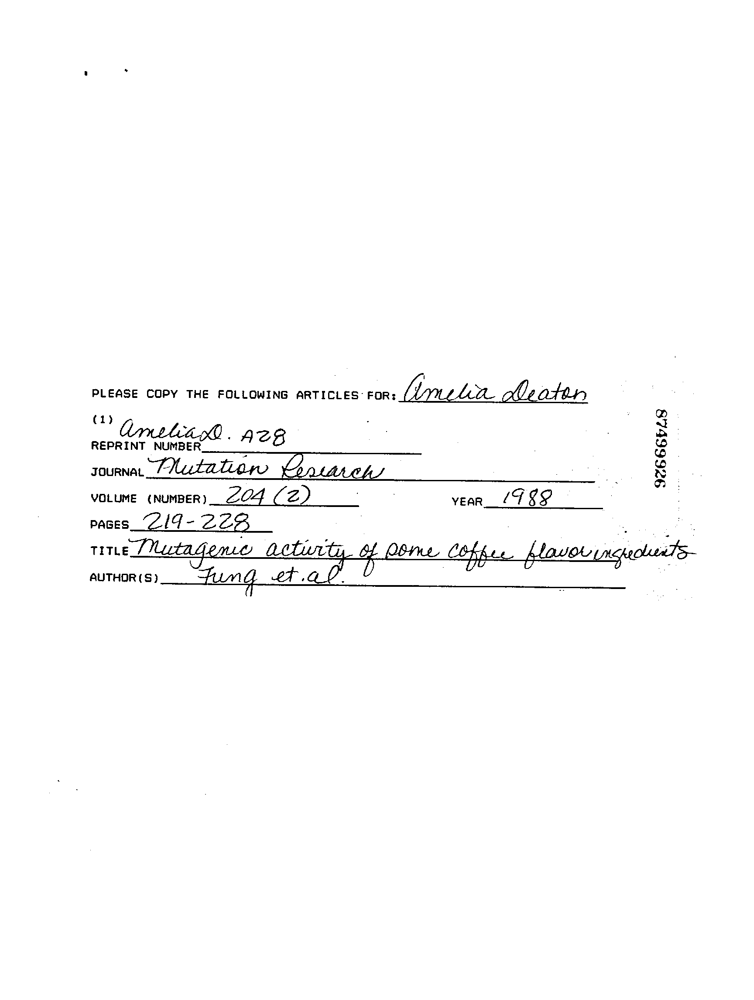 PLEASE COPY THE FOLLOWING ARTICLES FOR: Amelia Deaton
(1) Amelia D. A28
REPRINT NUMBER
JOURNAL Mutation Research
VOLUME (NUMBER) 204 (2) YEAR 1988
PAGES 219-228
TITLE Mutagenic activity of some coffee flavor ingredients
AUTHOR(S) Fung et.al.
87499926